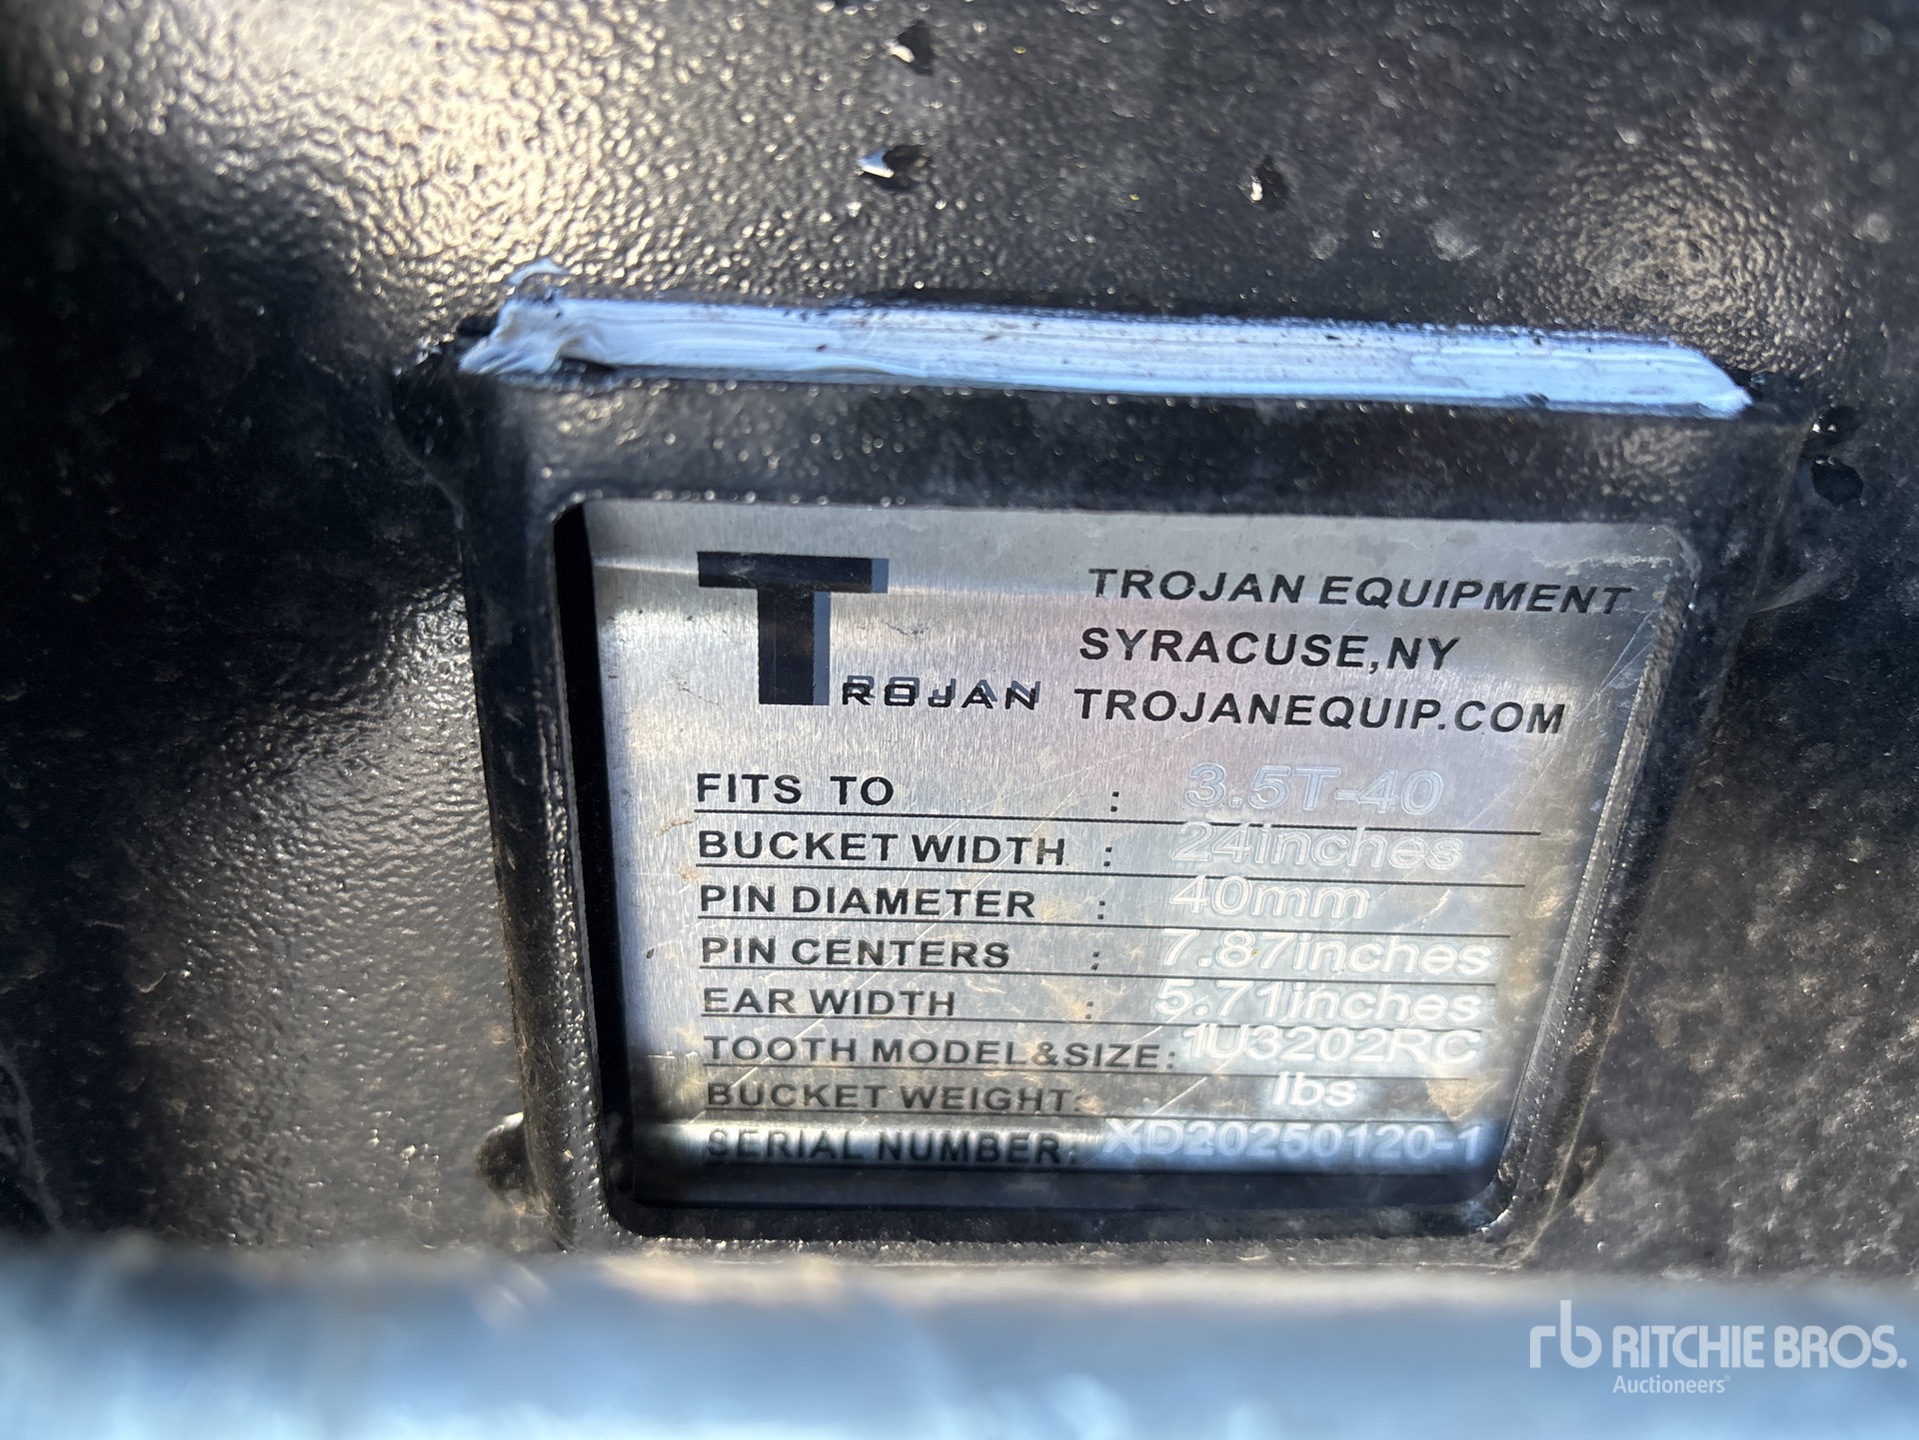 TROJAN
TROJAN EQUIPMENT
SYRACUSE,NY
TROJANEQUIP.COM
FITS TO : 3.5T-40
BUCKET WIDTH : 24inches
PIN DIAMETER : 40mm
PIN CENTERS : 7.87inches
EAR WIDTH : 5.71inches
TOOTH MODEL&SIZE: 1U3202RC
BUCKET WEIGHT: lbs
SERIAL NUMBER: XD20250120-1
rb RITCHIE BROS.
Auctioneers®